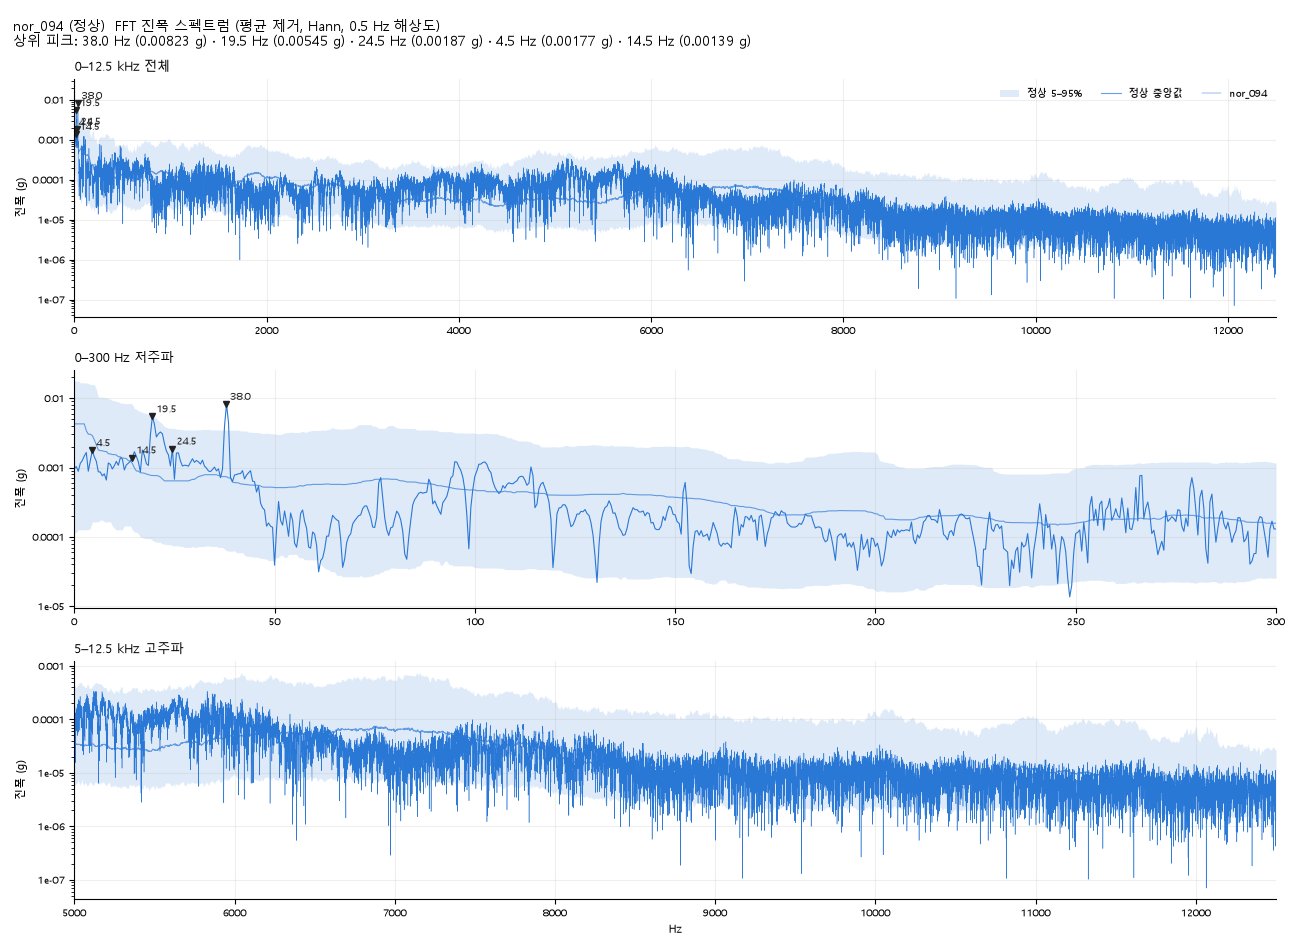 nor_094 (정상)  FFT 진폭 스펙트럼 (평균 제거, Hann, 0.5 Hz 해상도)
상위 피크: 38.0 Hz (0.00823 g) · 19.5 Hz (0.00545 g) · 24.5 Hz (0.00187 g) · 4.5 Hz (0.00177 g) · 14.5 Hz (0.00139 g)
0–12.5 kHz 전체
정상 5–95%
정상 중앙값
nor_094
38.0
19.5
14.5
진폭 (g)
0.01
0.001
0.0001
1e-05
1e-06
1e-07
0 2000 4000 6000 8000 10000 12000
0–300 Hz 저주파
38.0
19.5
24.5
4.5
14.5
진폭 (g)
0.01
0.001
0.0001
1e-05
0 50 100 150 200 250 300
5–12.5 kHz 고주파
진폭 (g)
0.001
0.0001
1e-05
1e-06
1e-07
5000 6000 7000 8000 9000 10000 11000 12000
Hz